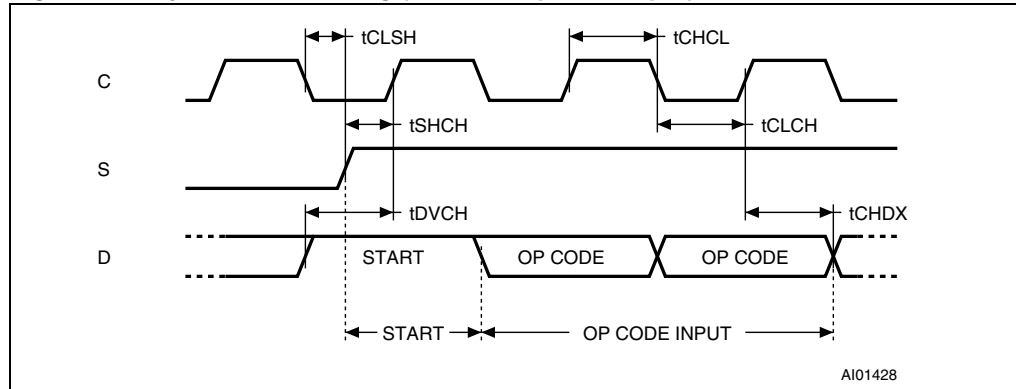 tCLSH
tCHCL
C
tSHCH
tCLCH
S
tDVCH
tCHDX
D
START
OP CODE
OP CODE
START
OP CODE INPUT
AI01428